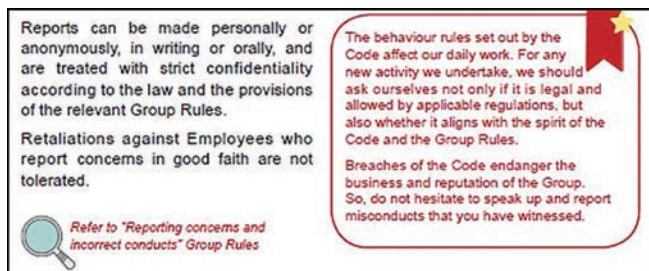 Reports can be made personally or
anonymously, in writing or orally, and
are treated with strict confidentiality
according to the law and the provisions
of the relevant Group Rules.
Retaliations against Employees who
report concerns in good faith are not
tolerated.
Refer to "Reporting concerns and
incorrect conducts" Group Rules
The behaviour rules set out by the
Code affect our daily work. For any
new activity we undertake, we should
ask ourselves not only if it is legal and
allowed by applicable regulations, but
also whether it aligns with the spirit of the
Code and the Group Rules.
Breaches of the Code endanger the
business and reputation of the Group.
So, do not hesitate to speak up and report
misconducts that you have witnessed.